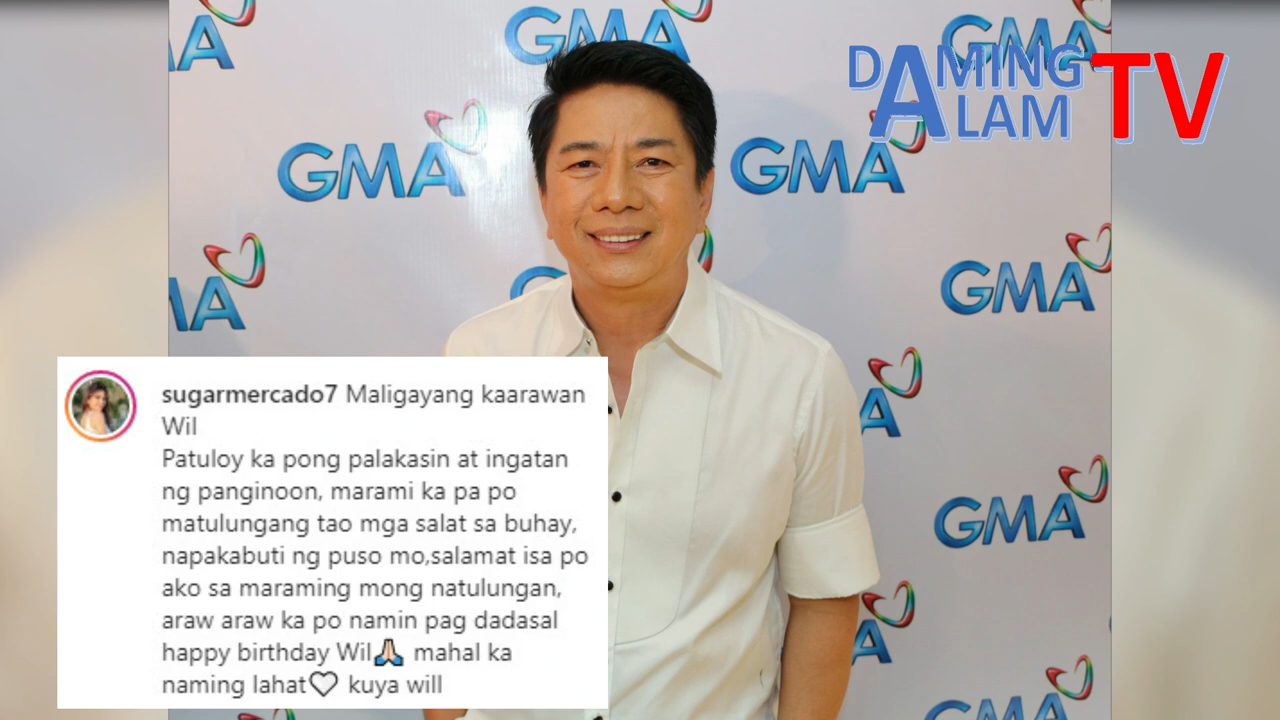 GMA
GMA
DAMING
ALAM TV
GMA
GMA
MA
GMA
sugarmercado7 Maligayang kaarawan
Wil
Patuloy ka pong palakasin at ingatan
ng panginoon, marami ka pa po
matulungang tao mga salat sa buhay,
napakabuti ng puso mo,salamat isa po
ako sa maraming mong natulungan,
araw araw ka po namin pag dadasal
happy birthday Wil🙏🏻 mahal ka
naming lahat♡ kuya will
GMA
GMA